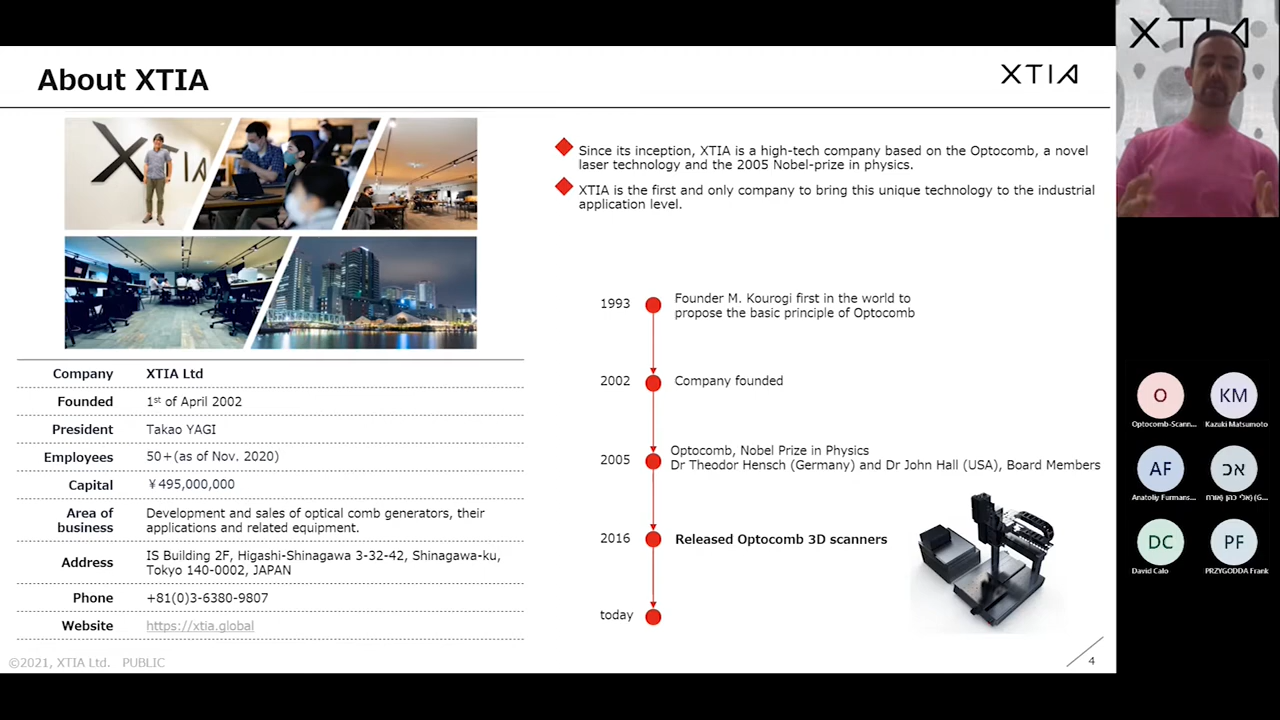 About XTIA
XTIA
XTIA
Since its inception, XTIA is a high-tech company based on the Optocomb, a novel
laser technology and the 2005 Nobel-prize in physics.
XTIA is the first and only company to bring this unique technology to the industrial
application level.
1993
Founder M. Kourogi first in the world to
propose the basic principle of Optocomb
2002
Company founded
2005
Optocomb, Nobel Prize in Physics
Dr Theodor Hensch (Germany) and Dr John Hall (USA), Board Members
2016
Released Optocomb 3D scanners
today
Company XTIA Ltd
Founded 1st of April 2002
President Takao YAGI
Employees 50+(as of Nov. 2020)
Capital ¥495,000,000
Area of business Development and sales of optical comb generators, their
applications and related equipment.
Address IS Building 2F, Higashi-Shinagawa 3-32-42, Shinagawa-ku,
Tokyo 140-0002, JAPAN
Phone +81(0)3-6380-9807
Website https://xtia.global
©2021, XTIA Ltd. PUBLIC
4
XTIA
O
Optocomb-Scann...
KM
Kazuki Matsumoto
AF
Anatoliy Furmans...
אכ
David Calo
DC
PF
PRZYGODDA Frank